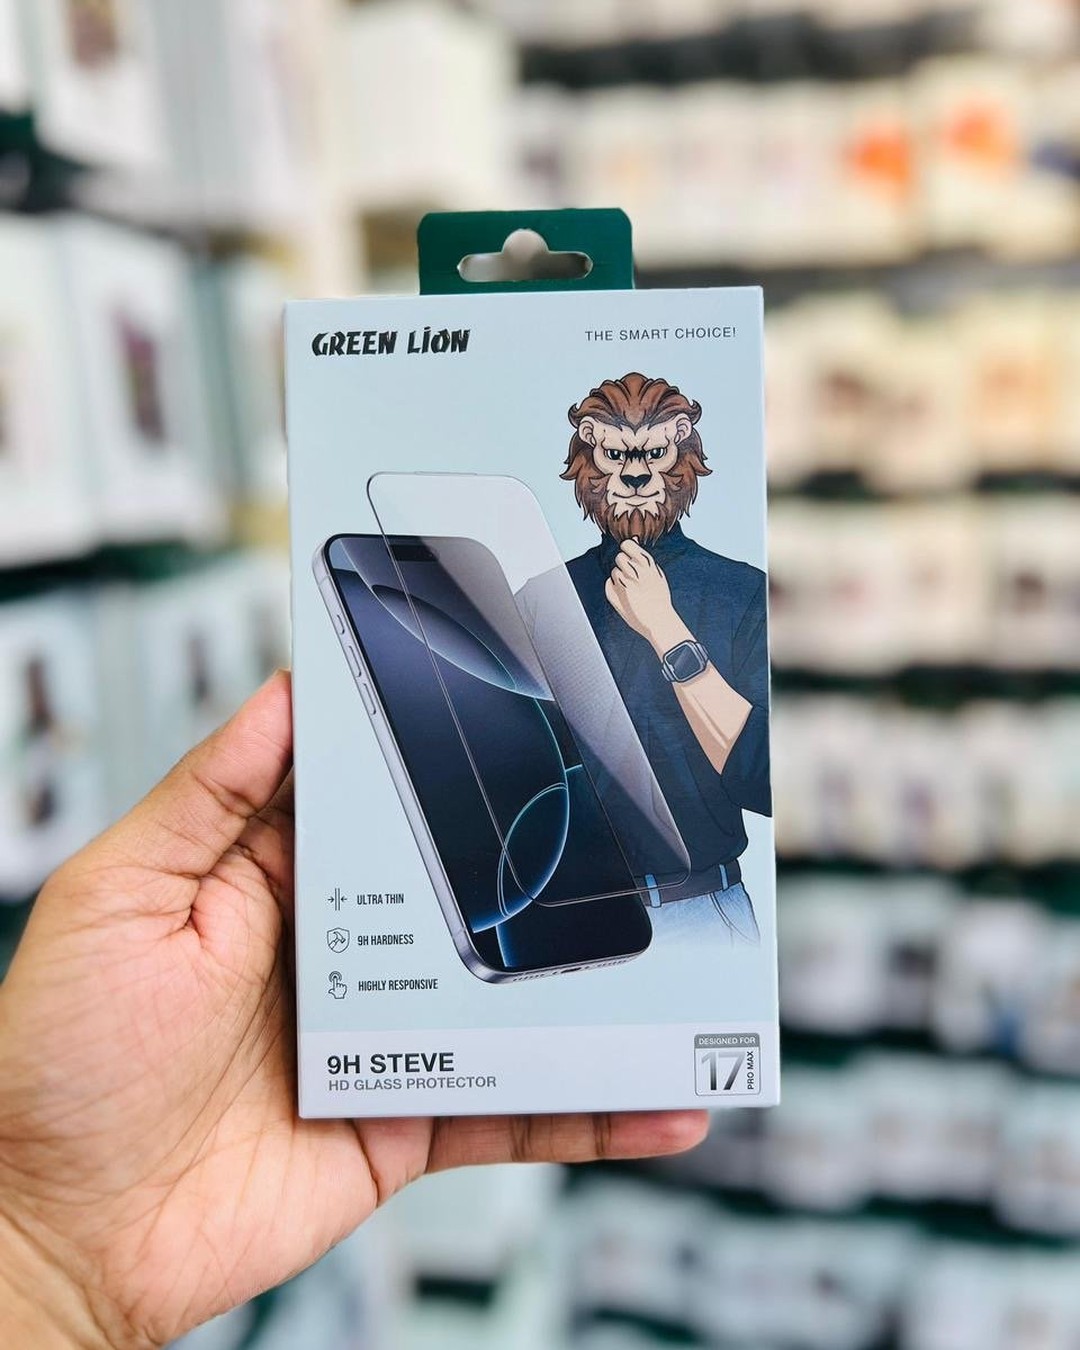 GREEN LION
THE SMART CHOICE!
ULTRA THIN
9H HARDNESS
HIGHLY RESPONSIVE
9H STEVE
HD GLASS PROTECTOR
DESIGNED FOR
17 PRO MAX